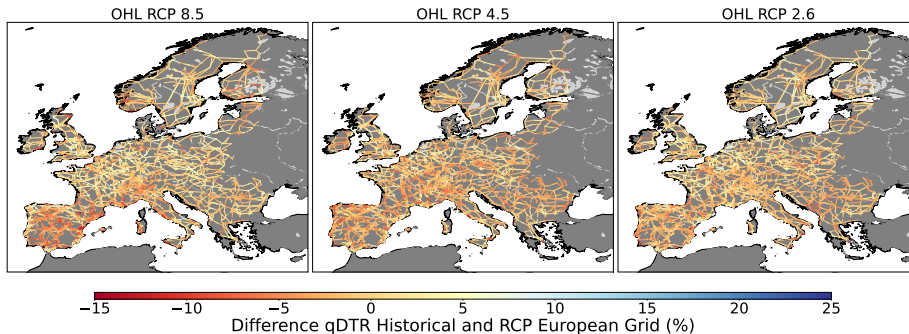 OHL RCP 8.5
OHL RCP 4.5
OHL RCP 2.6
−15 −10 −5 0 5 10 15 20 25
Difference qDTR Historical and RCP European Grid (%)